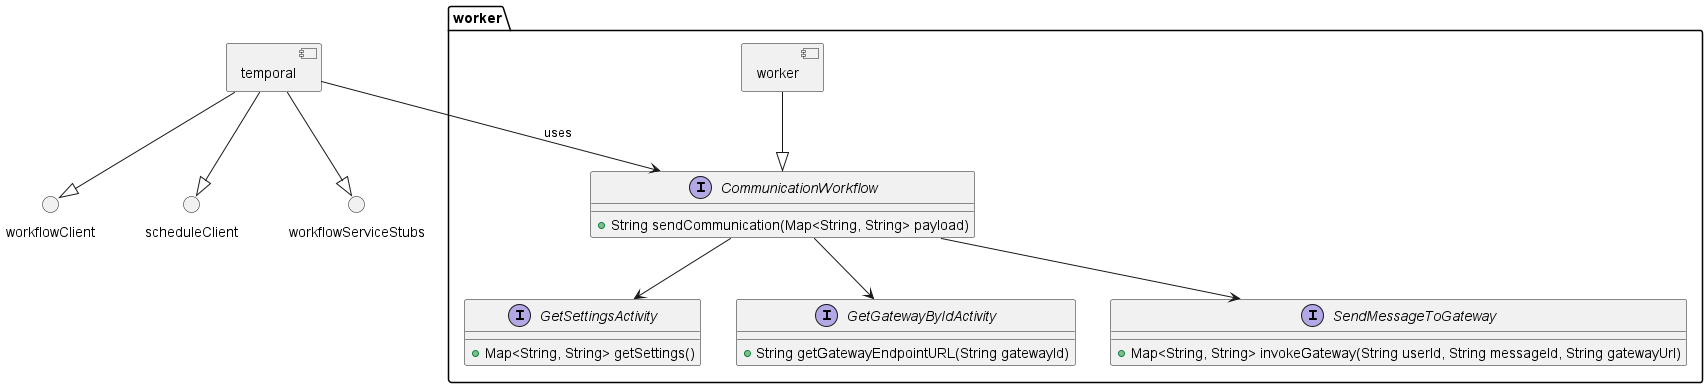 worker
temporal
worker
uses
I CommunicationWorkflow
String sendCommunication(Map<String, String> payload)
workflowClient
scheduleClient
workflowServiceStubs
I GetSettingsActivity
Map<String, String> getSettings()
I GetGatewayByIdActivity
String getGatewayEndpointURL(String gatewayId)
I SendMessageToGateway
Map<String, String> invokeGateway(String userId, String messageId, String gatewayUrl)